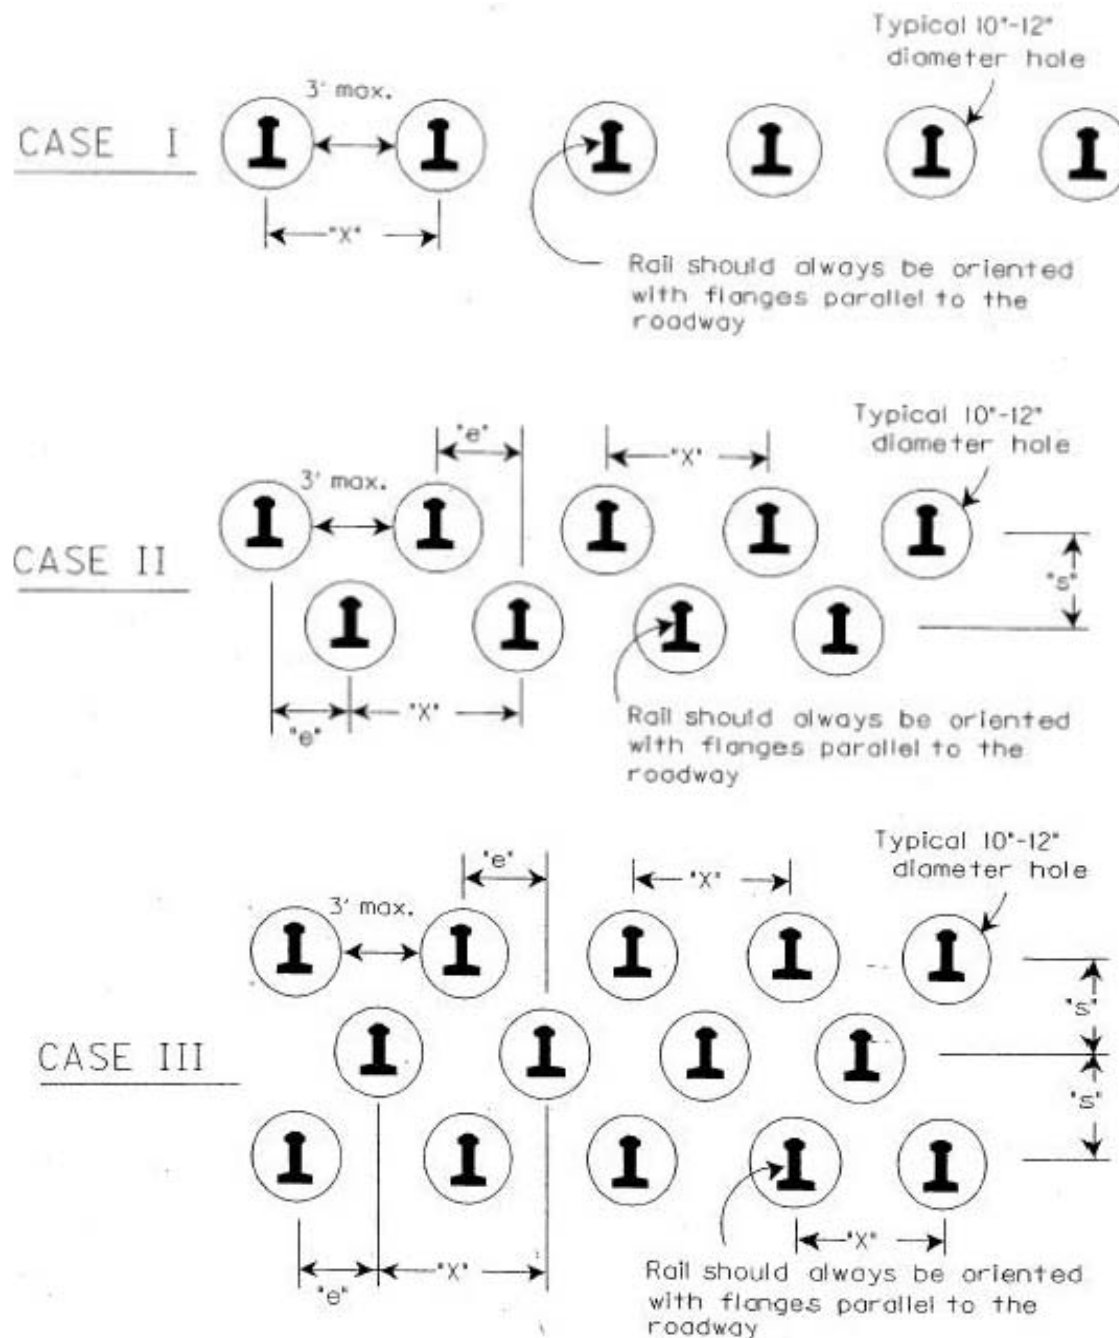 Typical 10"-12"
diameter hole
3' max.
CASE I
"X"
Rail should always be oriented
with flanges parallel to the
roadway
Typical 10"-12"
diameter hole
"e"
"X"
3' max.
CASE II
"s"
"X"
"e"
Rail should always be oriented
with flanges parallel to the
roadway
Typical 10"-12"
diameter hole
"e"
"X"
3' max.
"s"
CASE III
"s"
"X"
"X"
"e"
Rail should always be oriented
with flanges parallel to the
roadway